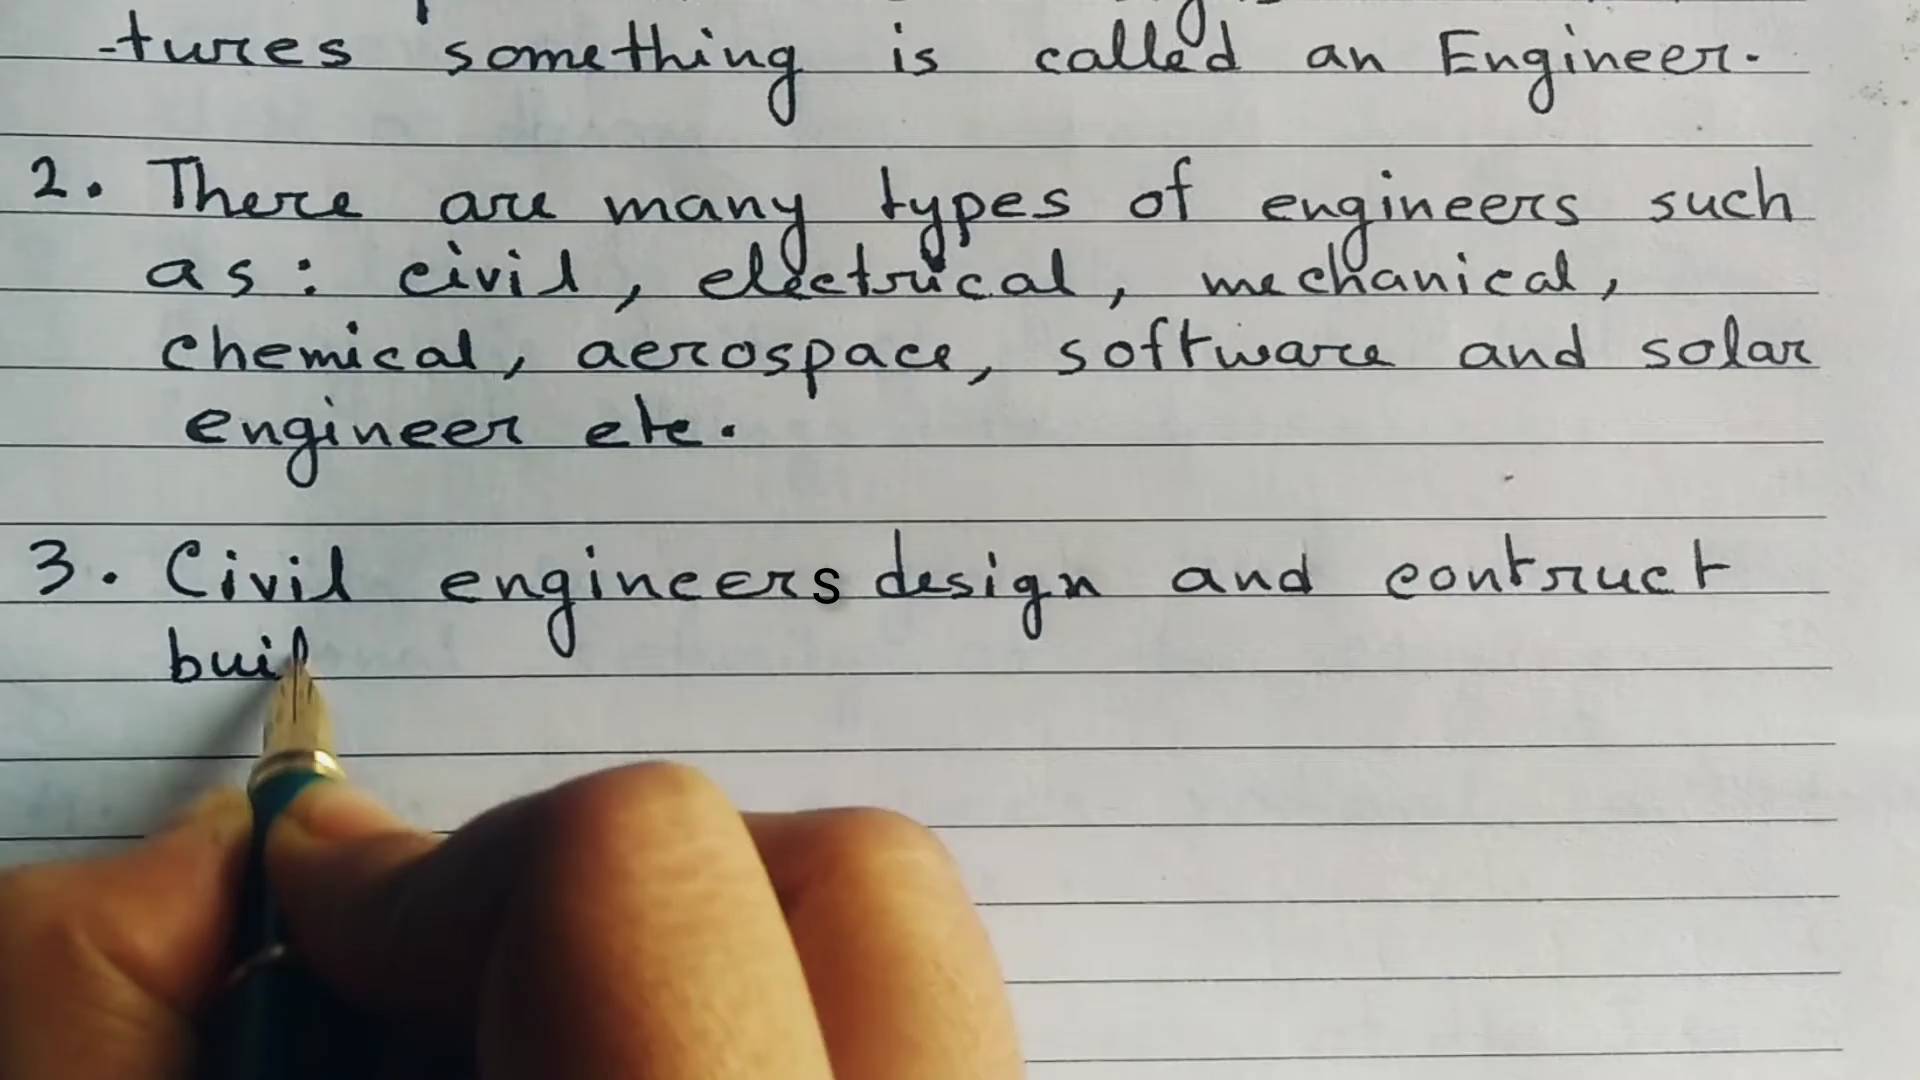 -tures something is called an Engineer.
2. There are many types of engineers such
as: civil, electrical, mechanical,
chemical, aerospace, software and solar
engineer etc.
3. Civil engineers design and contruct
buil